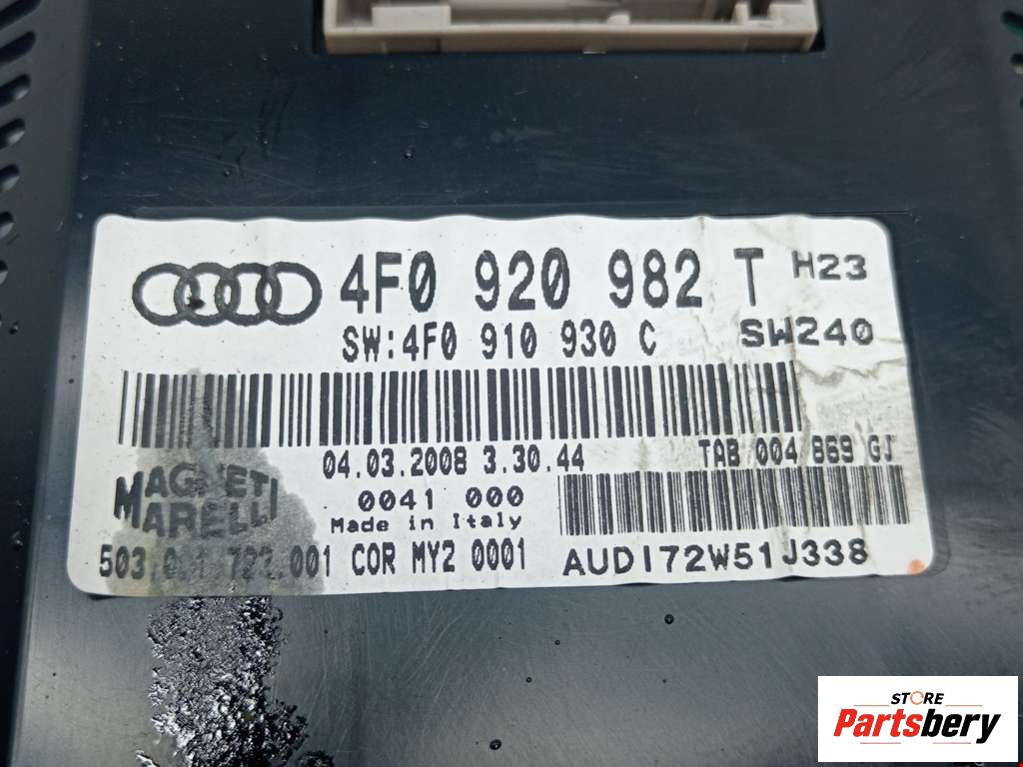 4F0 920 982 T H23
SW:4F0 910 930 C SW240
04.03.2008 3.30.44 TAB 004 869 GJ
MAGNETI
MARELLI
0041 000
Made in Italy
COR MY2 0001
AUDI72W51J338
STORE
Partsbery